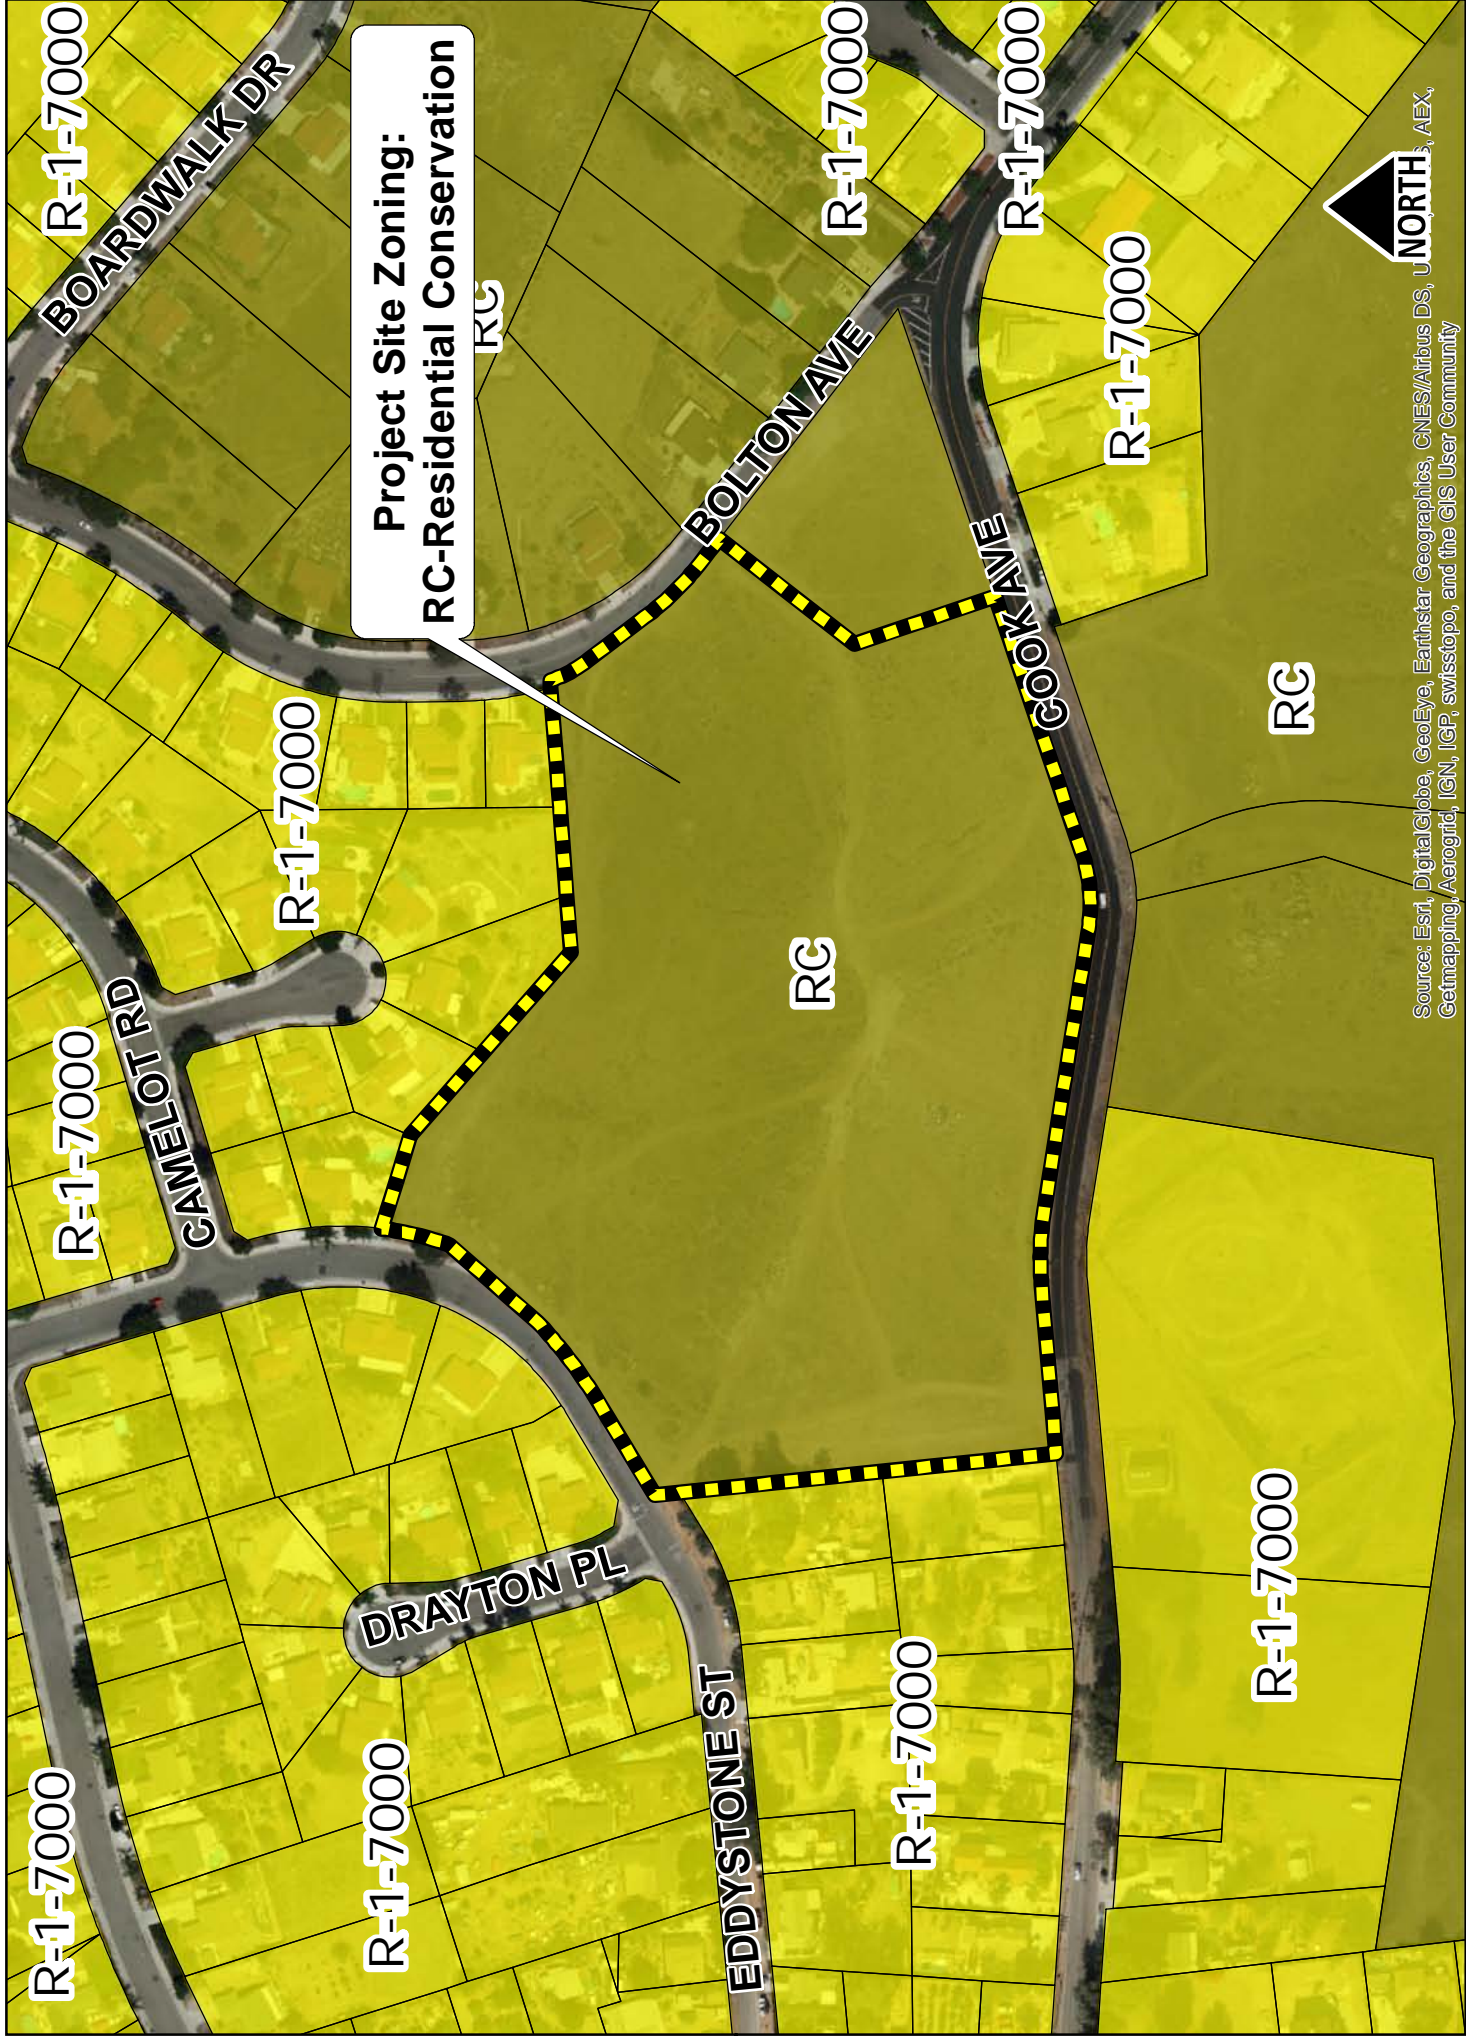 R-1-7000
R-1-7000
R-1-7000
CAMELOT RD
BOARDWALK DR
R-1-7000
R-1-7000
Project Site Zoning:
RC-Residential Conservation
RC
DRAYTON PL
EDDYSTONE ST
BOLTON AVE
RC
R-1-7000
R-1-7000
COOK AVE
R-1-7000
R-1-7000
R-1-7000
RC
NORTH
Source: Esri, DigitalGlobe, GeoEye, Earthstar Geographics, CNES/Airbus DS, AEX,
Getmapping, Aerogrid, IGN, IGP, swisstopo, and the GIS User Community